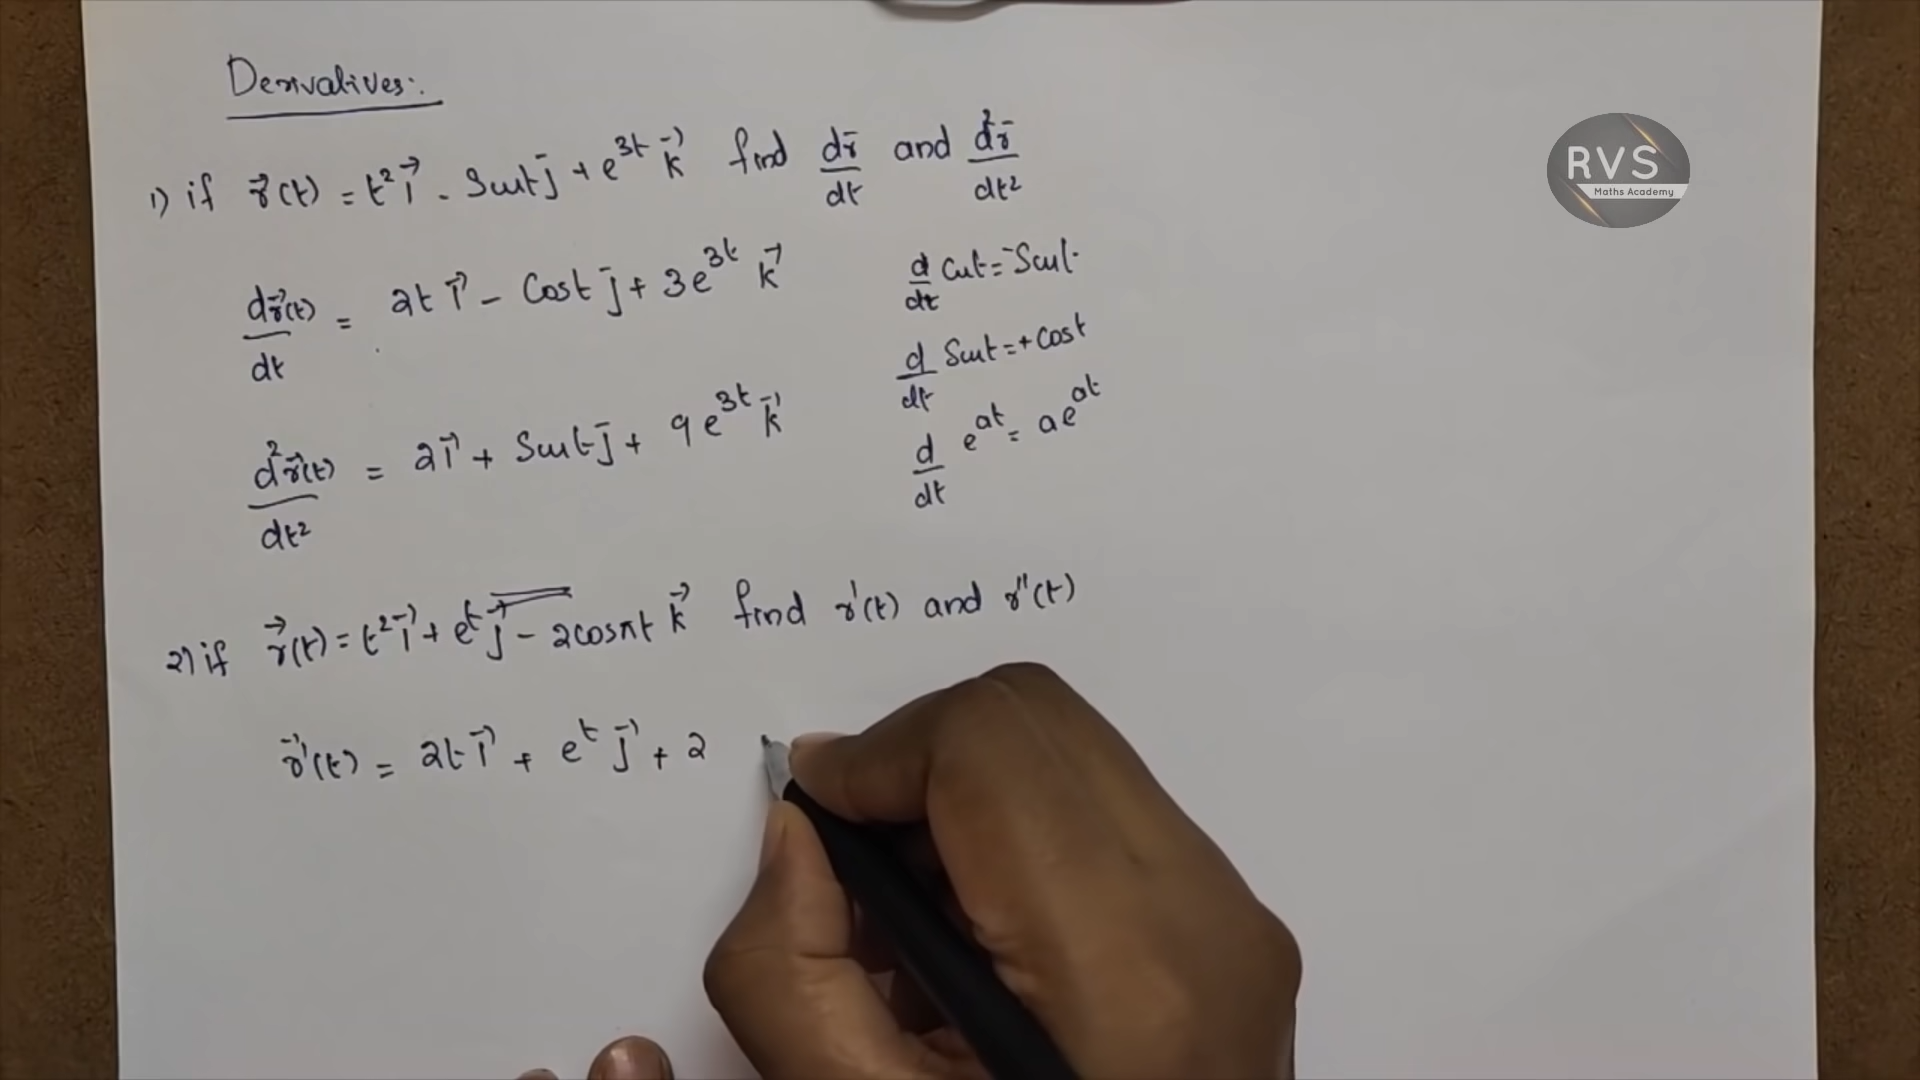 Derivatives:
1) if r⃗(t) = t² i⃗ - Sint j̄ + e^{3t} k⃗ find dr̄/dt and d²r̄/dt²
dr⃗(t)/dt = 2t i⃗ - Cost j̄ + 3e^{3t} k⃗
d/dt Cost = -Sint.
d/dt Sint = + Cost
d²r⃗(t)/dt² = 2i⃗ + Sint j̄ + 9e^{3t} k⃗
d/dt e^{at} = ae^{at}
2) if r⃗(t) = t² i⃗ + e^t j⃗ - 2cosπt k⃗ find r'(t) and r''(t)
r⃗'(t) = 2t i⃗ + e^t j⃗ + 2
RVS
Maths Academy